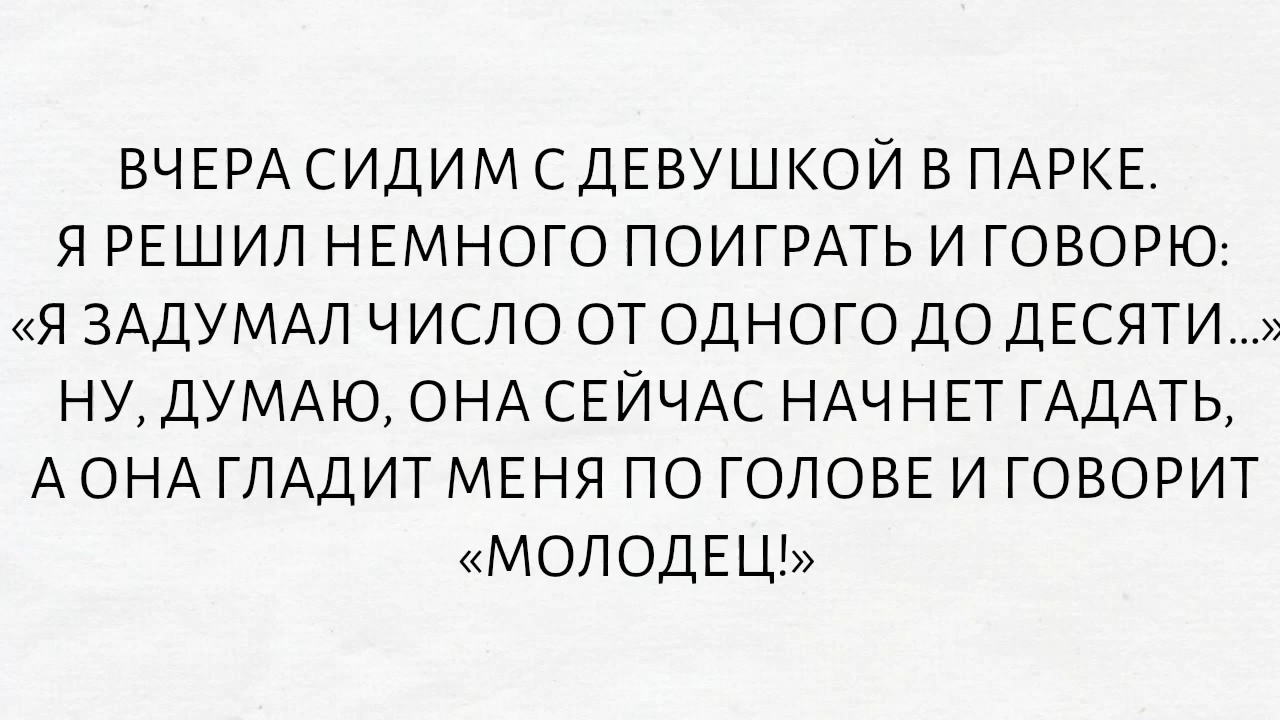 ВЧЕРА СИДИМ С ДЕВУШКОЙ В ПАРКЕ.
Я РЕШИЛ НЕМНОГО ПОИГРАТЬ И ГОВОРЮ:
«Я ЗАДУМАЛ ЧИСЛО ОТ ОДНОГО ДО ДЕСЯТИ...»
НУ, ДУМАЮ, ОНА СЕЙЧАС НАЧНЕТ ГАДАТЬ,
А ОНА ГЛАДИТ МЕНЯ ПО ГОЛОВЕ И ГОВОРИТ
«МОЛОДЕЦ!»